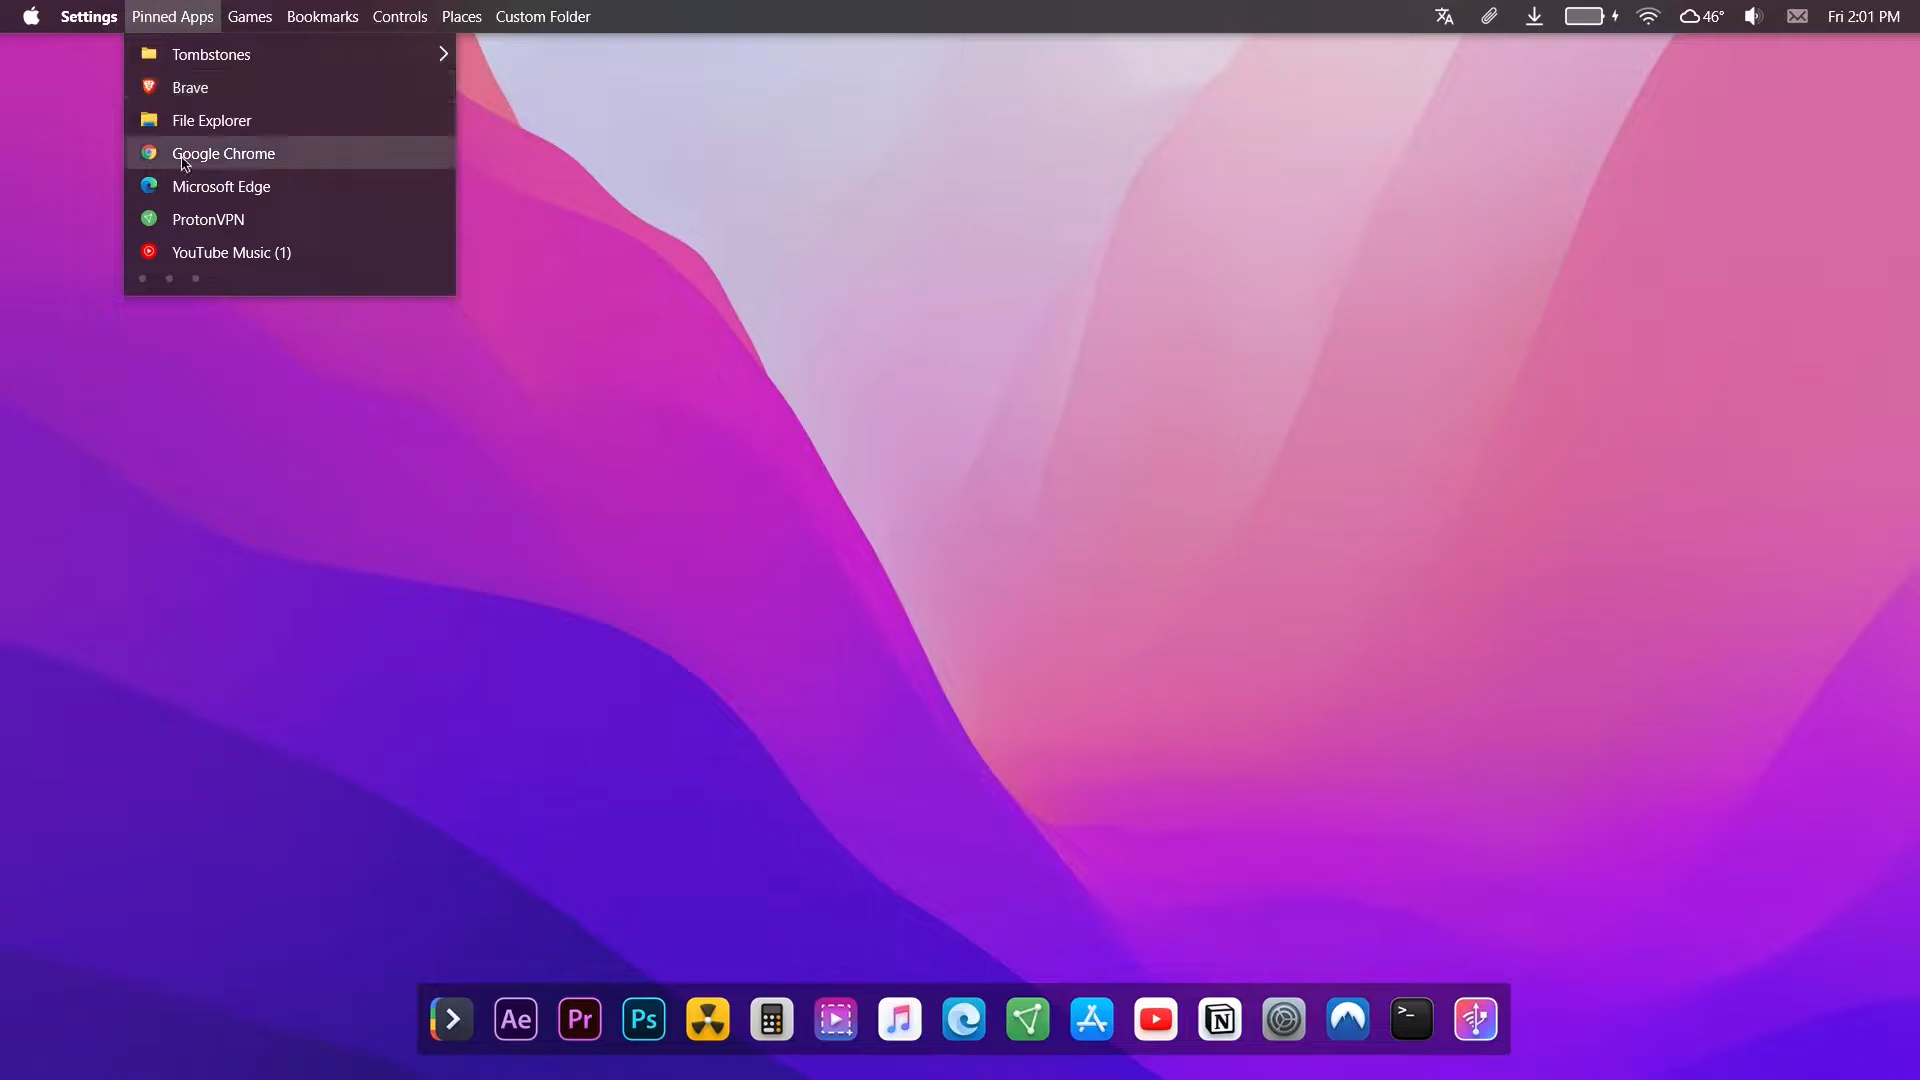 Settings Pinned Apps Games Bookmarks Controls Places Custom Folder 46° Fri 2:01 PM
Tombstones
Brave
File Explorer
Google Chrome
Microsoft Edge
ProtonVPN
YouTube Music (1)
Ae Pr Ps N >_